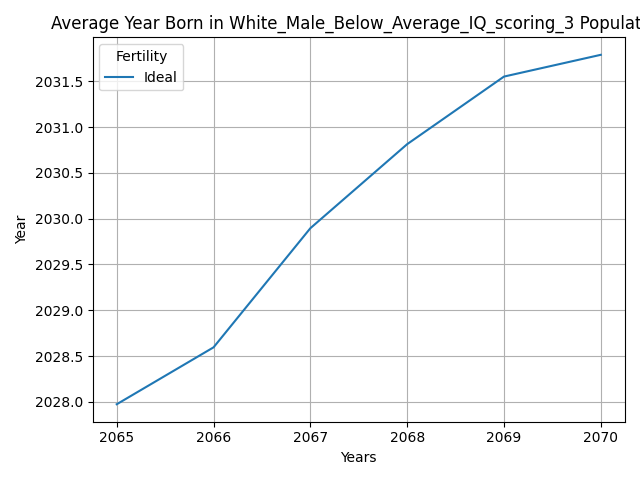 Average Year Born in White_Male_Below_Average_IQ_scoring_3 Populat
Fertility
Ideal
2031.5
2031.0
2030.5
2030.0
2029.5
2029.0
2028.5
2028.0
Year
2065 2066 2067 2068 2069 2070
Years